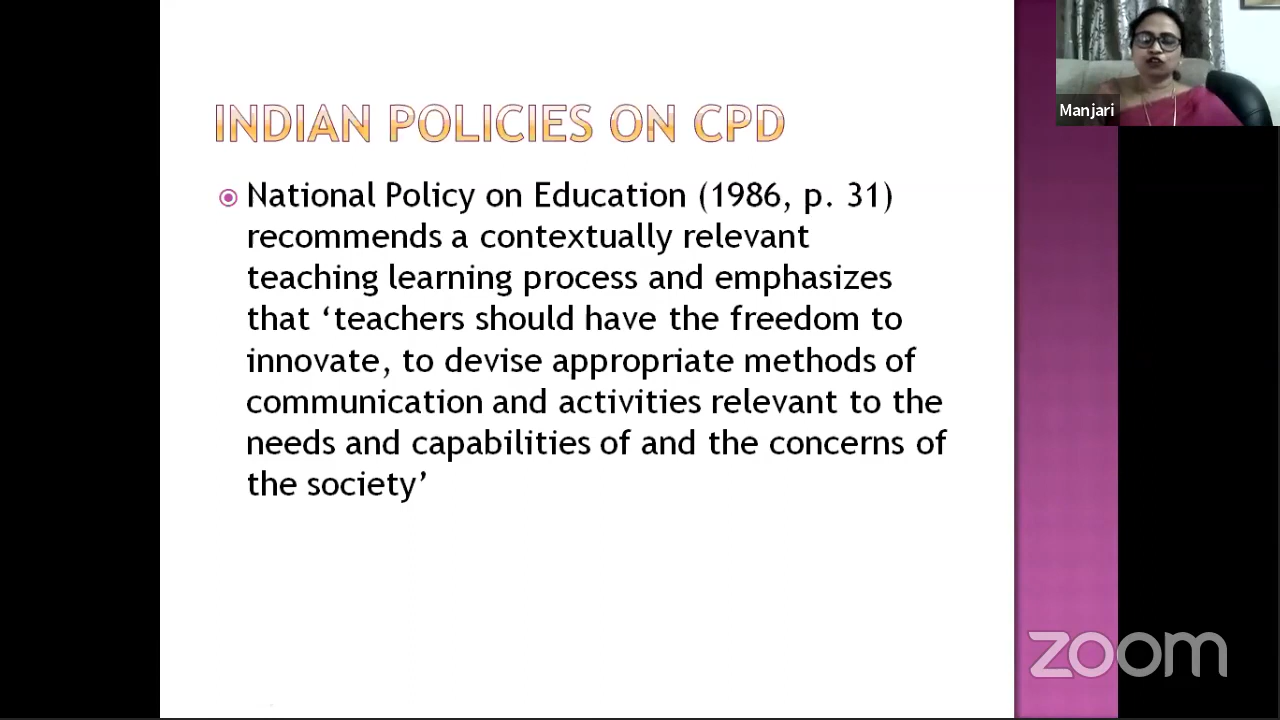 INDIAN POLICIES ON CPD
National Policy on Education (1986, p. 31)
recommends a contextually relevant
teaching learning process and emphasizes
that ‘teachers should have the freedom to
innovate, to devise appropriate methods of
communication and activities relevant to the
needs and capabilities of and the concerns of
the society’
Manjari
zoom